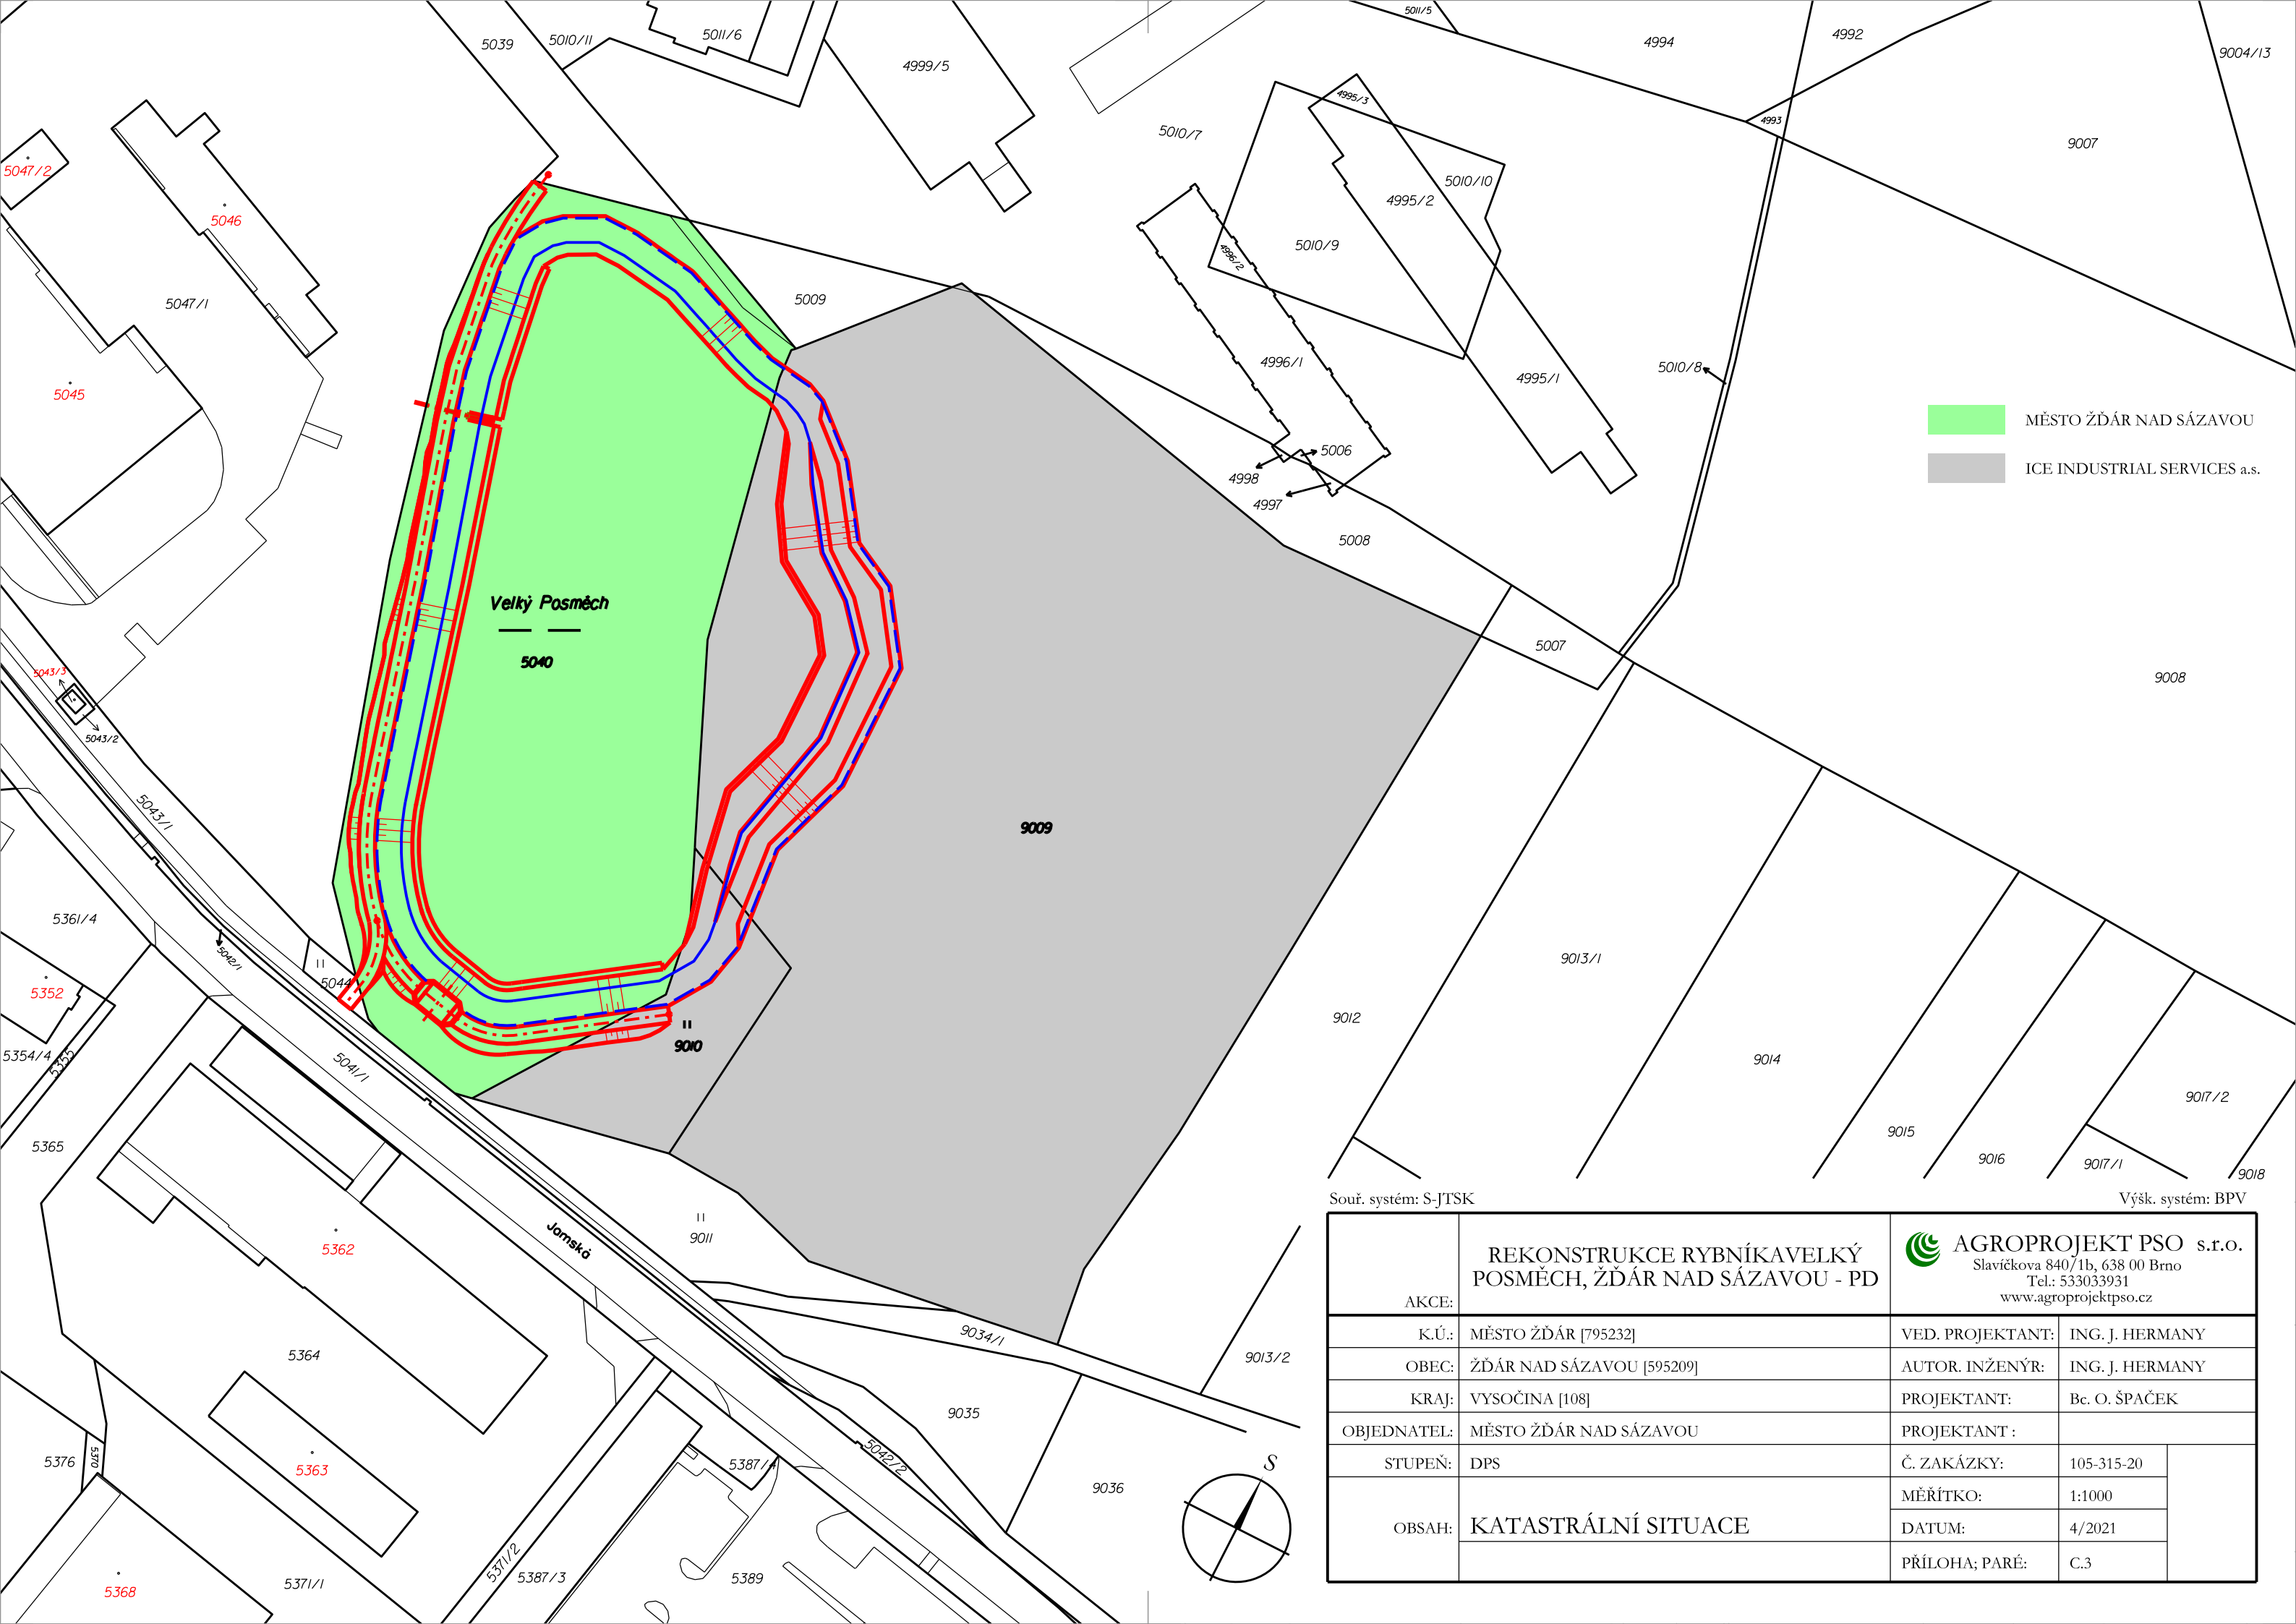 5039
5010/11
5011/6
4999/5
5011/5
4994
4992
9004/13
5047/2
5046
5010/7
4995/3
4993
9007
5010/10
4995/2
5010/9
4996/2
5047/1
5009
5045
4996/1
4995/1
5010/8
MĚSTO ŽĎÁR NAD SÁZAVOU
ICE INDUSTRIAL SERVICES a.s.
5006
4998
4997
5008
Velký Posměch
5040
5007
9008
5043/3
5043/2
5043/1
9009
5361/4
5042/1
5044
5352
9013/1
9012
9014
9010
5354/4
5355
5041/1
9017/2
5365
9015
9016
9017/1
9018
Souř. systém: S-JTSK
Výšk. systém: BPV
9011
Jamská
5362
5364
9034/1
9013/2
9035
5042/2
5376
5370
5363
5387/4
9036
S
5368
5371/1
5371/2
5387/3
5389
AKCE:
REKONSTRUKCE RYBNÍKAVELKÝ
POSMĚCH, ŽĎÁR NAD SÁZAVOU - PD
AGROPROJEKT PSO s.r.o.
Slavíčkova 840/1b, 638 00 Brno
Tel.: 533033931
www.agroprojektpso.cz
K.Ú.: MĚSTO ŽĎÁR [795232]
VED. PROJEKTANT: ING. J. HERMANY
OBEC: ŽĎÁR NAD SÁZAVOU [595209]
AUTOR. INŽENÝR: ING. J. HERMANY
KRAJ: VYSOČINA [108]
PROJEKTANT: Bc. O. ŠPAČEK
OBJEDNATEL: MĚSTO ŽĎÁR NAD SÁZAVOU
PROJEKTANT :
STUPEŇ: DPS
Č. ZAKÁZKY: 105-315-20
MĚŘÍTKO: 1:1000
OBSAH: KATASTRÁLNÍ SITUACE
DATUM: 4/2021
PŘÍLOHA; PARÉ: C.3